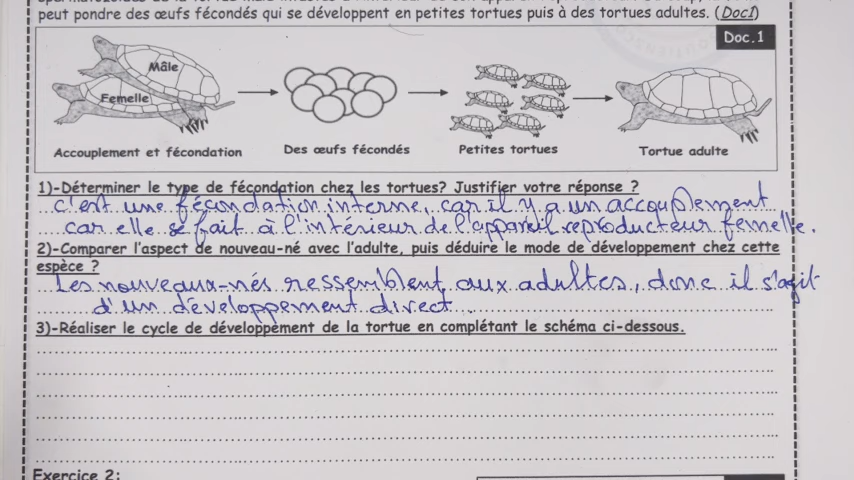 peut pondre des œufs fécondés qui se développent en petites tortues puis à des tortues adultes. (Doc1)
Doc.1
Mâle
Femelle
Accouplement et fécondation
Des œufs fécondés
Petites tortues
Tortue adulte
1)-Déterminer le type de fécondation chez les tortues? Justifier votre réponse ?
c'est une fécondation interne, car il y a un accouplement
car elle se fait à l'intérieur de l'appareil reproducteur femelle.
2)-Comparer l'aspect de nouveau-né avec l'adulte, puis déduire le mode de développement chez cette
espèce ?
Les nouveaux-nés ressemblent aux adultes, donc il s'agit
d'un développement direct.
3)-Réaliser le cycle de développement de la tortue en complétant le schéma ci-dessous.
Exercice 2: